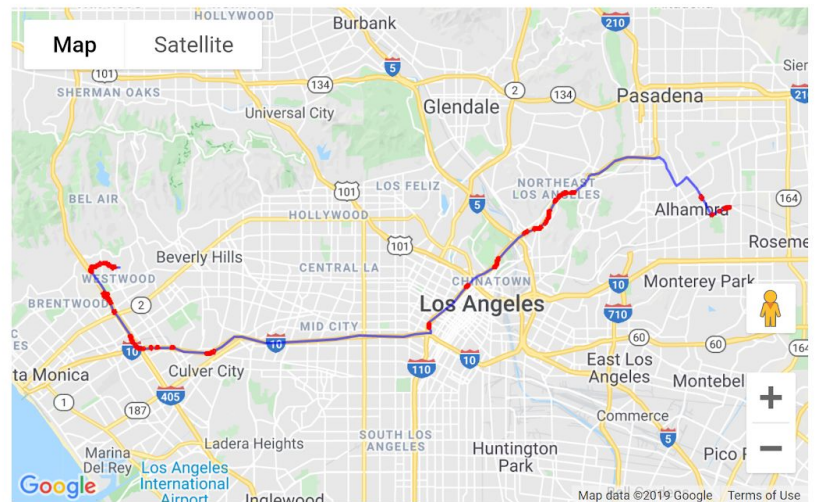 HOLLYWOOD
Burbank
210
Map
Satellite
5
101
SHERMAN OAKS
134
Universal City
Glendale
2
134
Pasadena
Sier
210
BEL AIR
101
LOS FELIZ
5
NORTHEAST
LOS ANGELES
164
Alhambra
HOLLYWOOD
101
Roseme
Beverly Hills
WESTWOOD
CENTRAL LA
CHINATOWN
10
Monterey Park
BRENTWOOD
2
Los Angeles
710
MID CITY
60
60
164
ES
10
10
ta Monica
Culver City
110
10
East Los
Angeles
Montebel
1
405
187
Commerce
Marina
Del Rey
Ladera Heights
SOUTH LOS
ANGELES
Huntington
Park
5
Pico
+
−
Google
Los Angeles
International
Airport
Inglewood
Map data ©2019 Google
Terms of Use